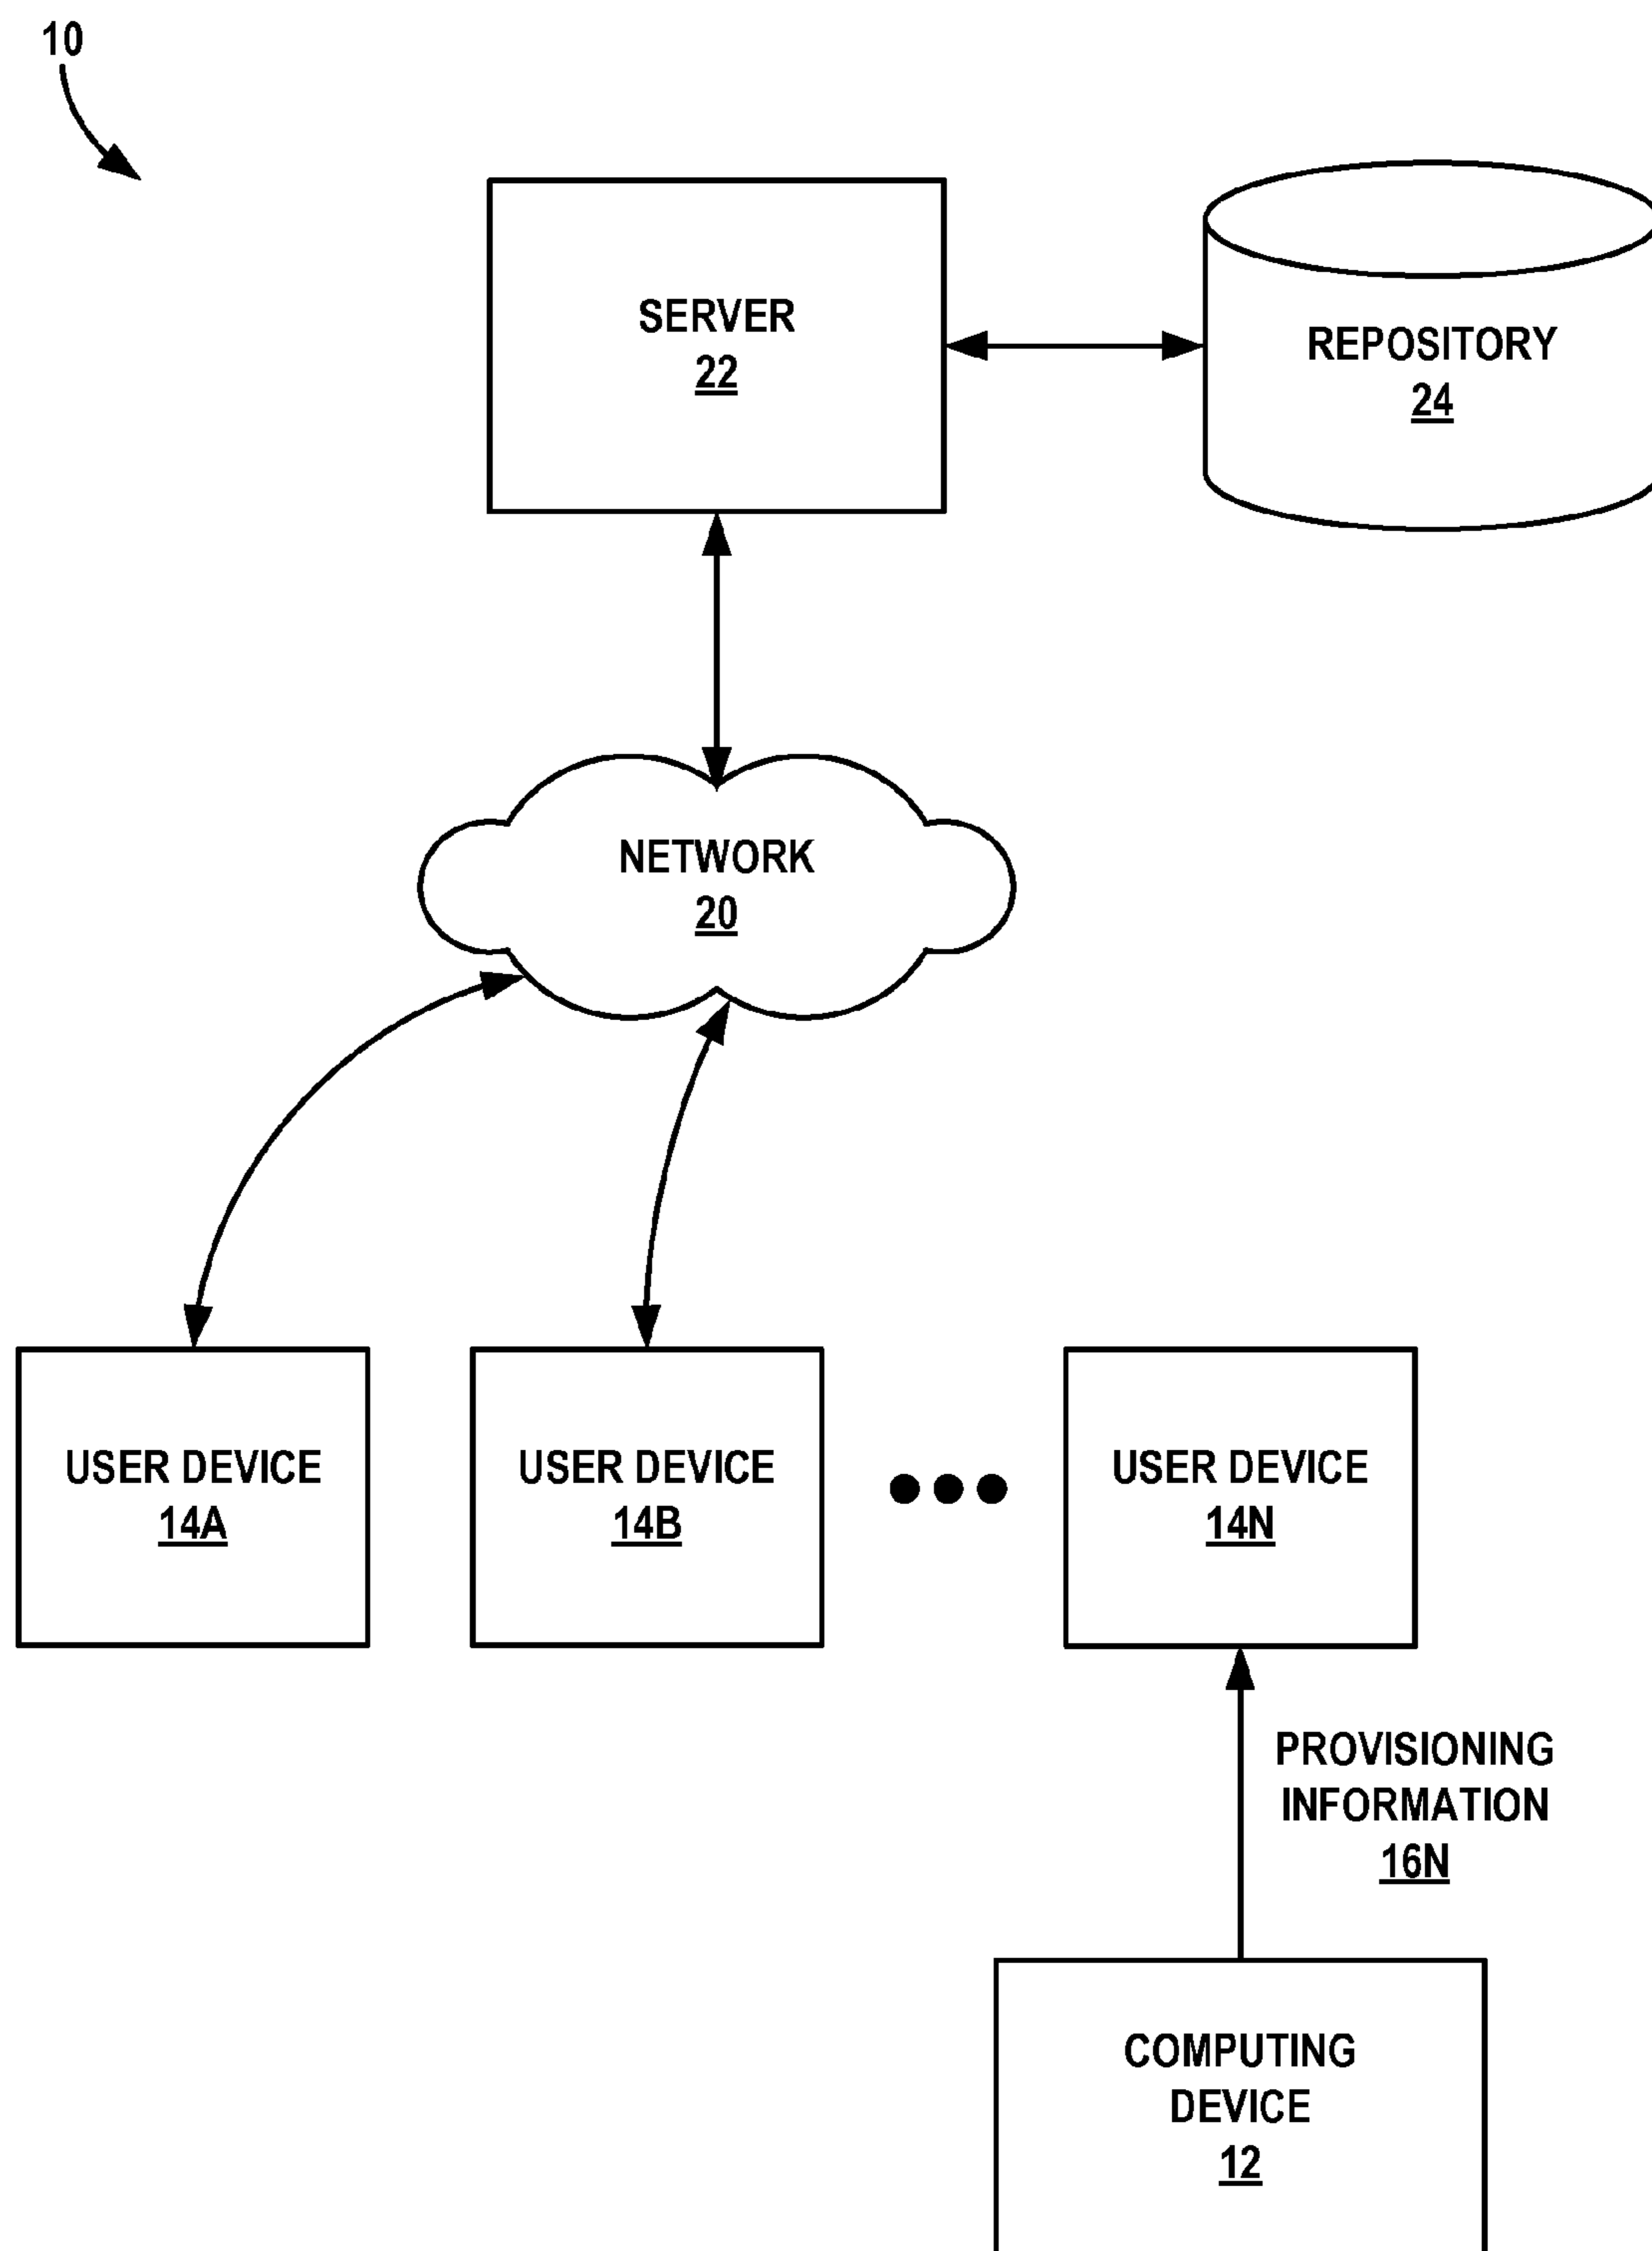 10
SERVER
22
REPOSITORY
24
NETWORK
20
USER DEVICE
14A
USER DEVICE
14B
USER DEVICE
14N
PROVISIONING
INFORMATION
16N
COMPUTING
DEVICE
12